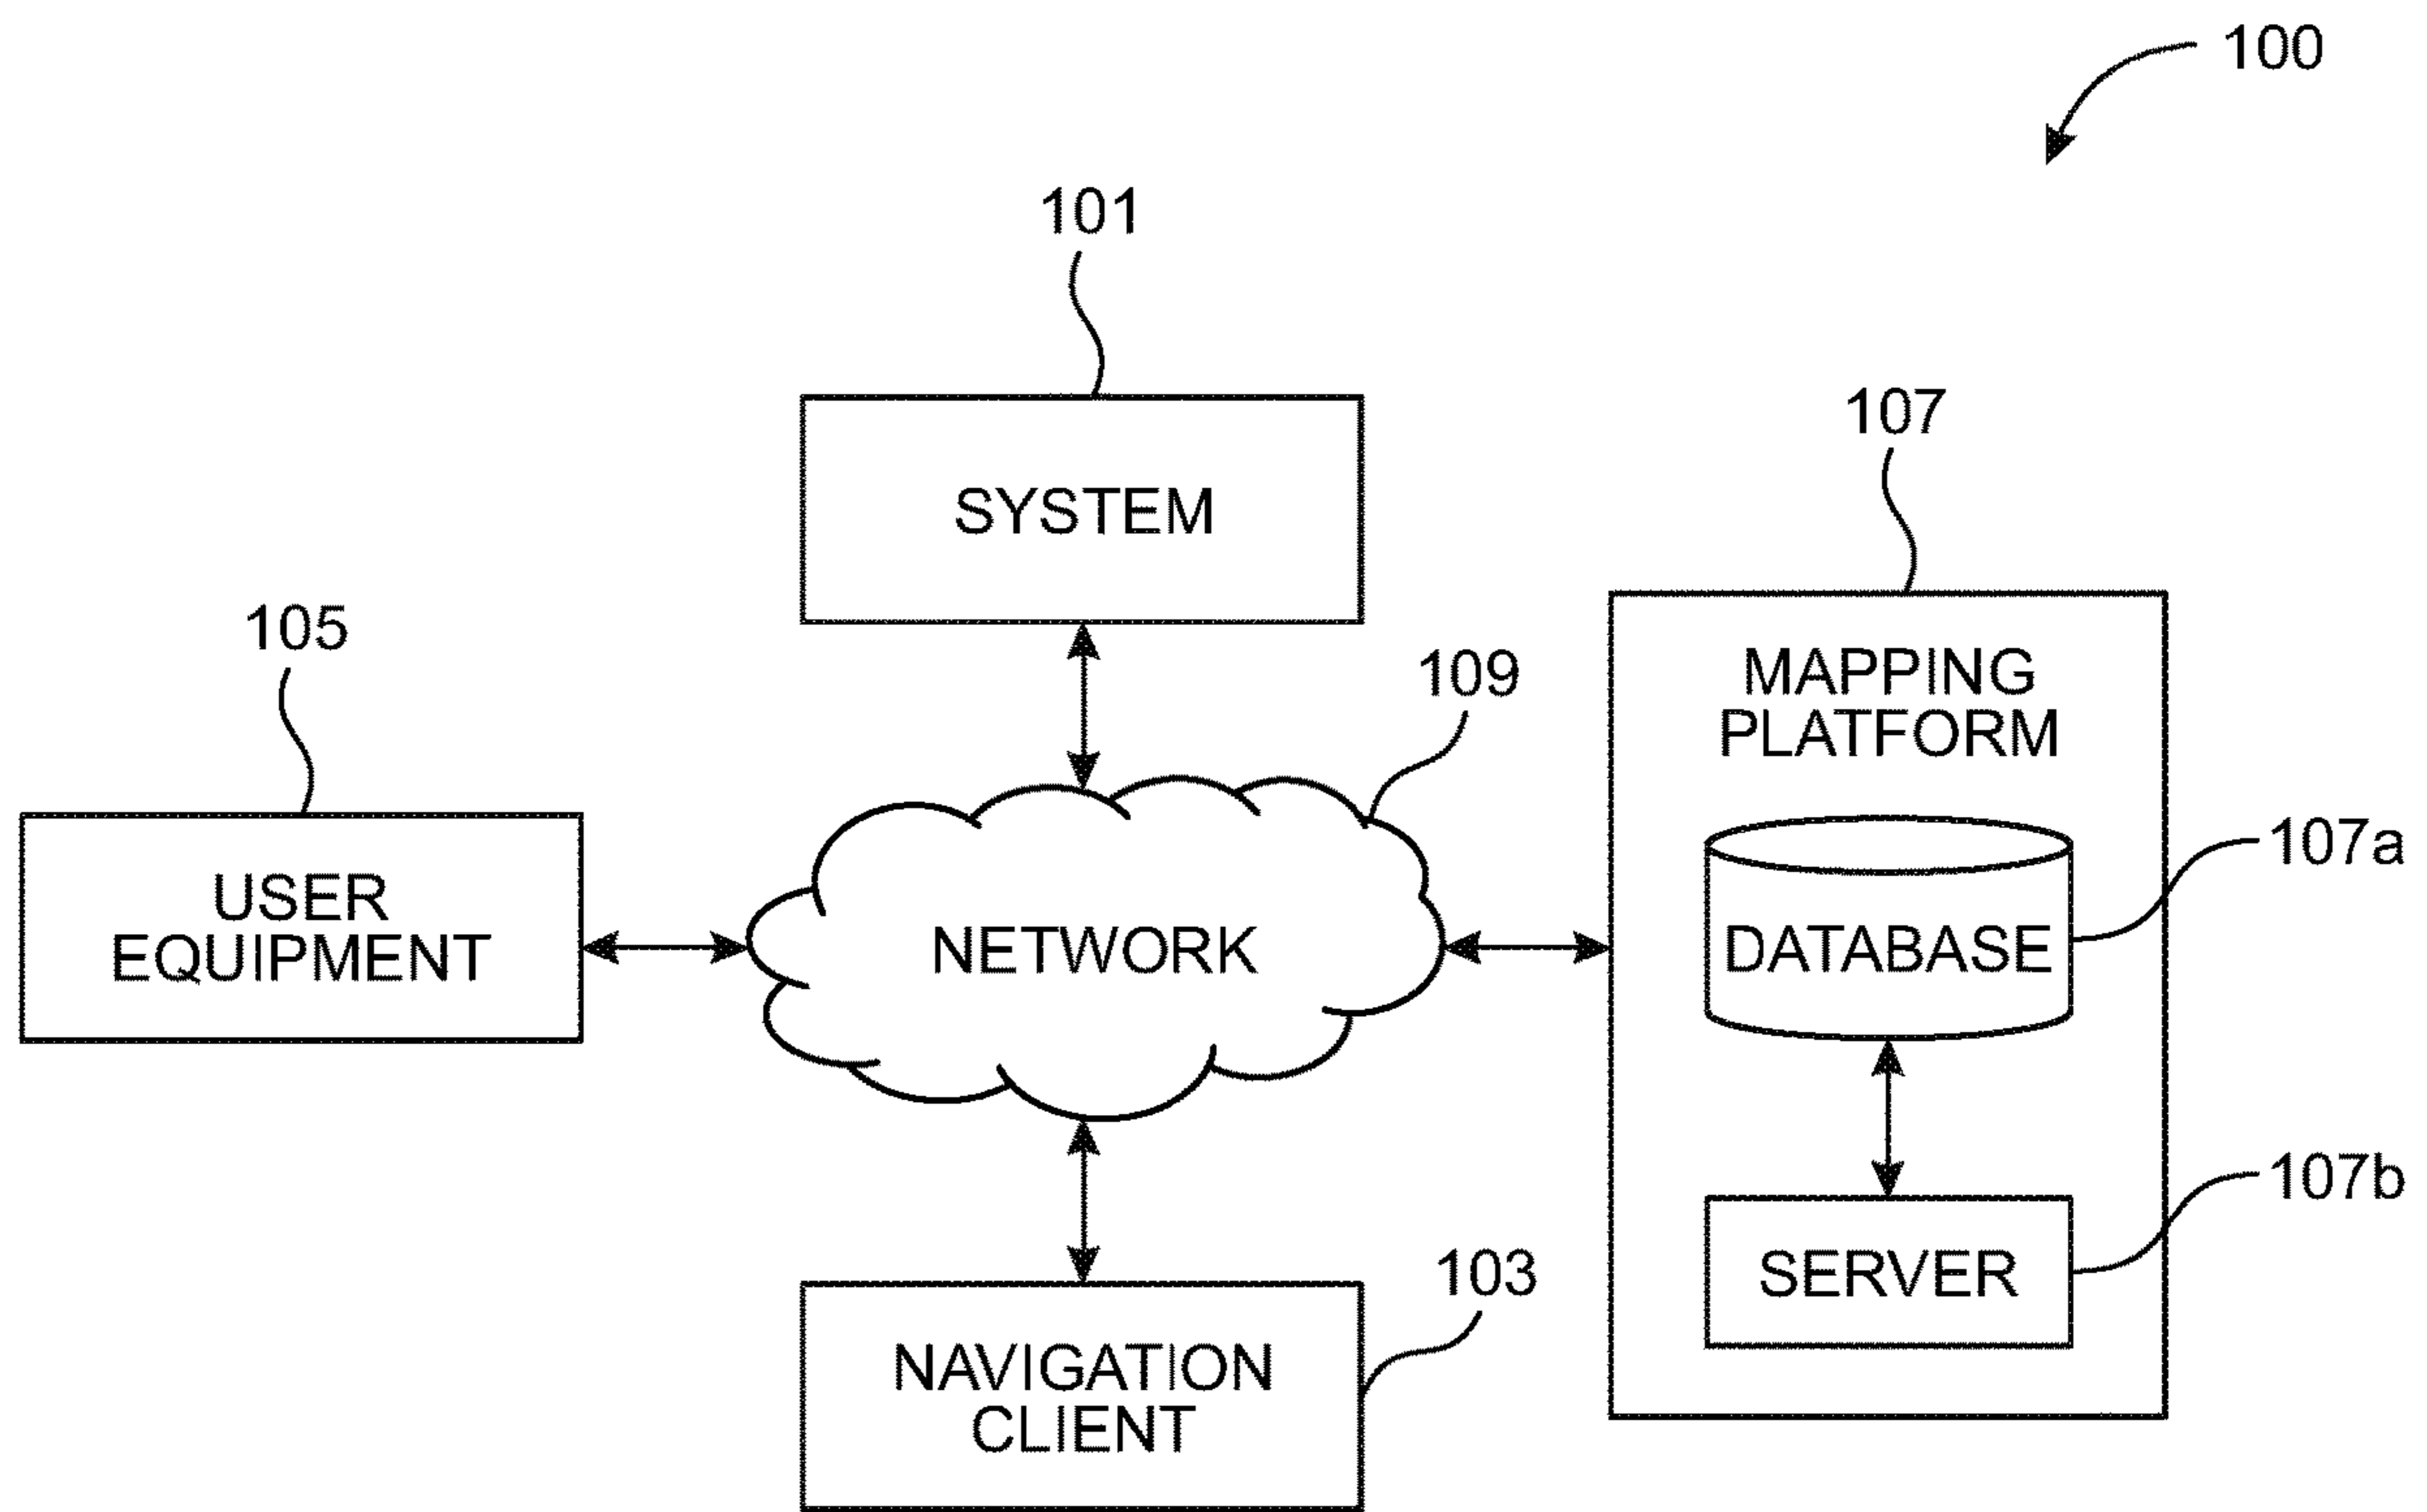 100
101
SYSTEM
107
105
109
MAPPING
PLATFORM
107a
USER
EQUIPMENT
NETWORK
DATABASE
107b
103
SERVER
NAVIGATION
CLIENT